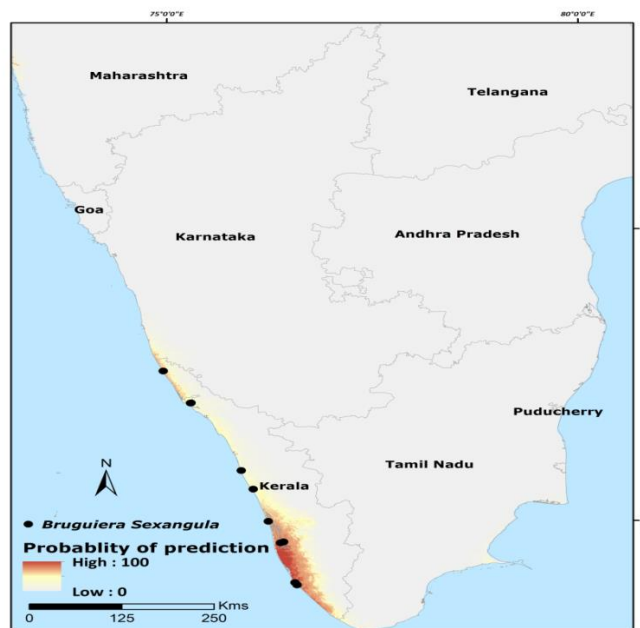 75°0'0"E 80°0'0"E
Maharashtra
Telangana
Goa
Karnataka
Andhra Pradesh
Puducherry
Tamil Nadu
N
Kerala
Bruguiera Sexangula
Probablity of prediction
High : 100
Low : 0
Kms
0 125 250